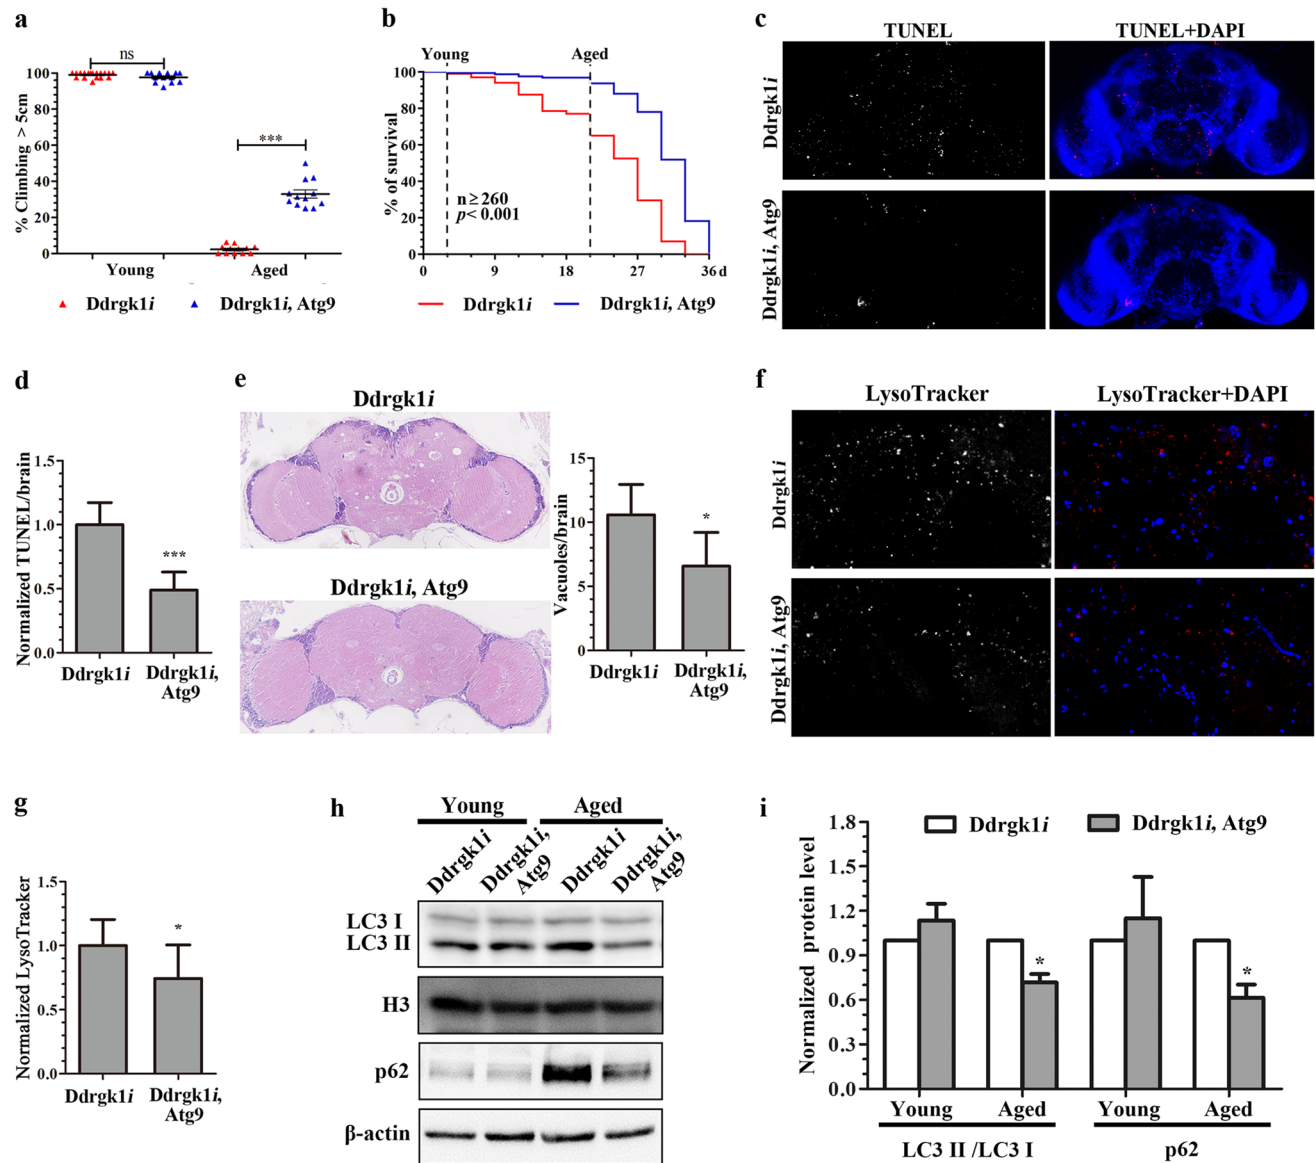 a
ns
***
% Climbing > 5cm
100
80
60
40
20
0
Young
Aged
Ddrgk1i
Ddrgk1i, Atg9
b
Young
Aged
% of survival
100
80
60
40
20
0
n ≥ 260
p< 0.001
0
9
18
27
36 d
Ddrgk1i
Ddrgk1i, Atg9
c
TUNEL
TUNEL+DAPI
Ddrgk1i
Ddrgk1i, Atg9
d
Normalized TUNEL/brain
1.5
1.0
0.5
0.0
***
Ddrgk1i
Ddrgk1i,
Atg9
e
Ddrgk1i
Ddrgk1i, Atg9
Vacuoles/brain
15
10
5
0
*
Ddrgk1i
Ddrgk1i,
Atg9
f
LysoTracker
LysoTracker+DAPI
Ddrgk1i
Ddrgk1i, Atg9
g
Normalized LysoTracker
1.5
1.0
0.5
0.0
*
Ddrgk1i
Ddrgk1i,
Atg9
h
Young
Aged
Ddrgk1i
Ddrgk1i,
Atg9
Ddrgk1i
Ddrgk1i,
Atg9
LC3 I
LC3 II
H3
p62
β-actin
i
Ddrgk1i
Ddrgk1i, Atg9
Normalized protein level
1.8
1.5
1.2
0.9
0.6
0.3
0.0
*
*
Young
Aged
Young
Aged
LC3 II /LC3 I
p62